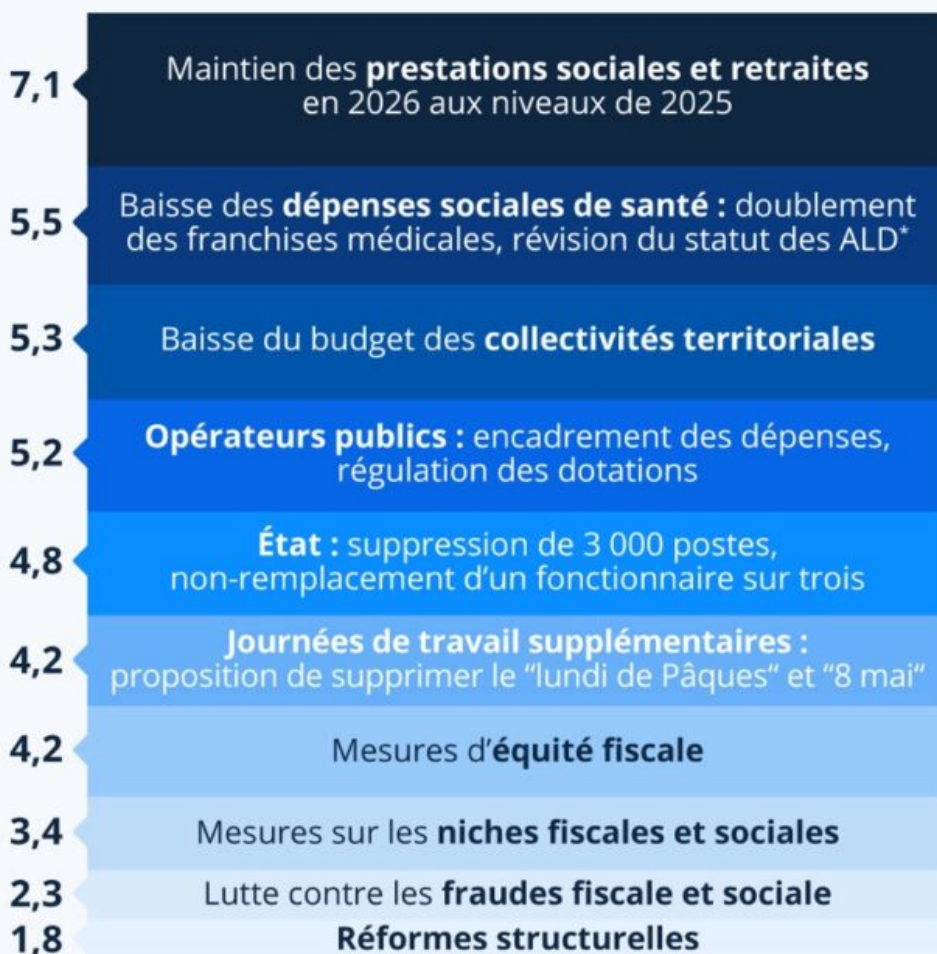 7,1
Maintien des prestations sociales et retraites
en 2026 aux niveaux de 2025
5,5
Baisse des dépenses sociales de santé : doublement
des franchises médicales, révision du statut des ALD*
5,3
Baisse du budget des collectivités territoriales
5,2
Opérateurs publics : encadrement des dépenses,
régulation des dotations
4,8
État : suppression de 3 000 postes,
non-remplacement d’un fonctionnaire sur trois
4,2
Journées de travail supplémentaires :
proposition de supprimer le “lundi de Pâques“ et “8 mai“
4,2
Mesures d’équité fiscale
3,4
Mesures sur les niches fiscales et sociales
2,3
Lutte contre les fraudes fiscale et sociale
1,8
Réformes structurelles